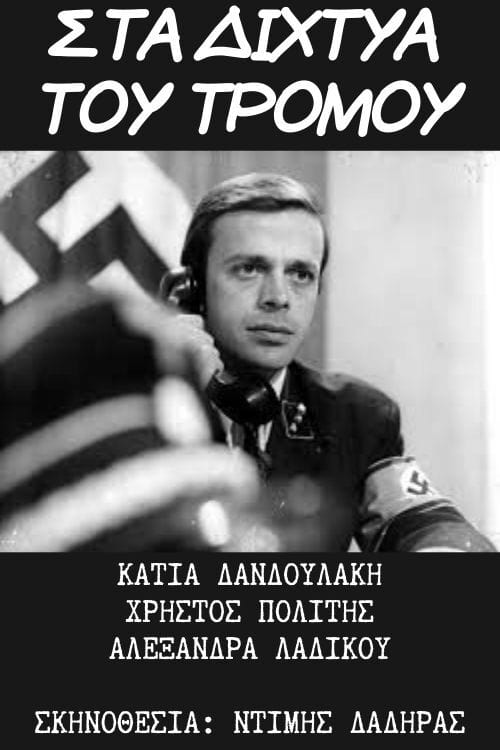 ΣΤΑ ΔΙΧΤΥΑ
ΤΟΥ ΤΡΟΜΟΥ
ΚΑΤΙΑ ΔΑΝΔΟΥΛΑΚΗ
ΧΡΗΣΤΟΣ ΠΟΛΙΤΗΣ
ΑΛΕΞΑΝΔΡΑ ΛΑΔΙΚΟΥ
ΣΚΗΝΟΘΕΣΙΑ: ΝΤΙΜΗΣ ΔΑΔΗΡΑΣ